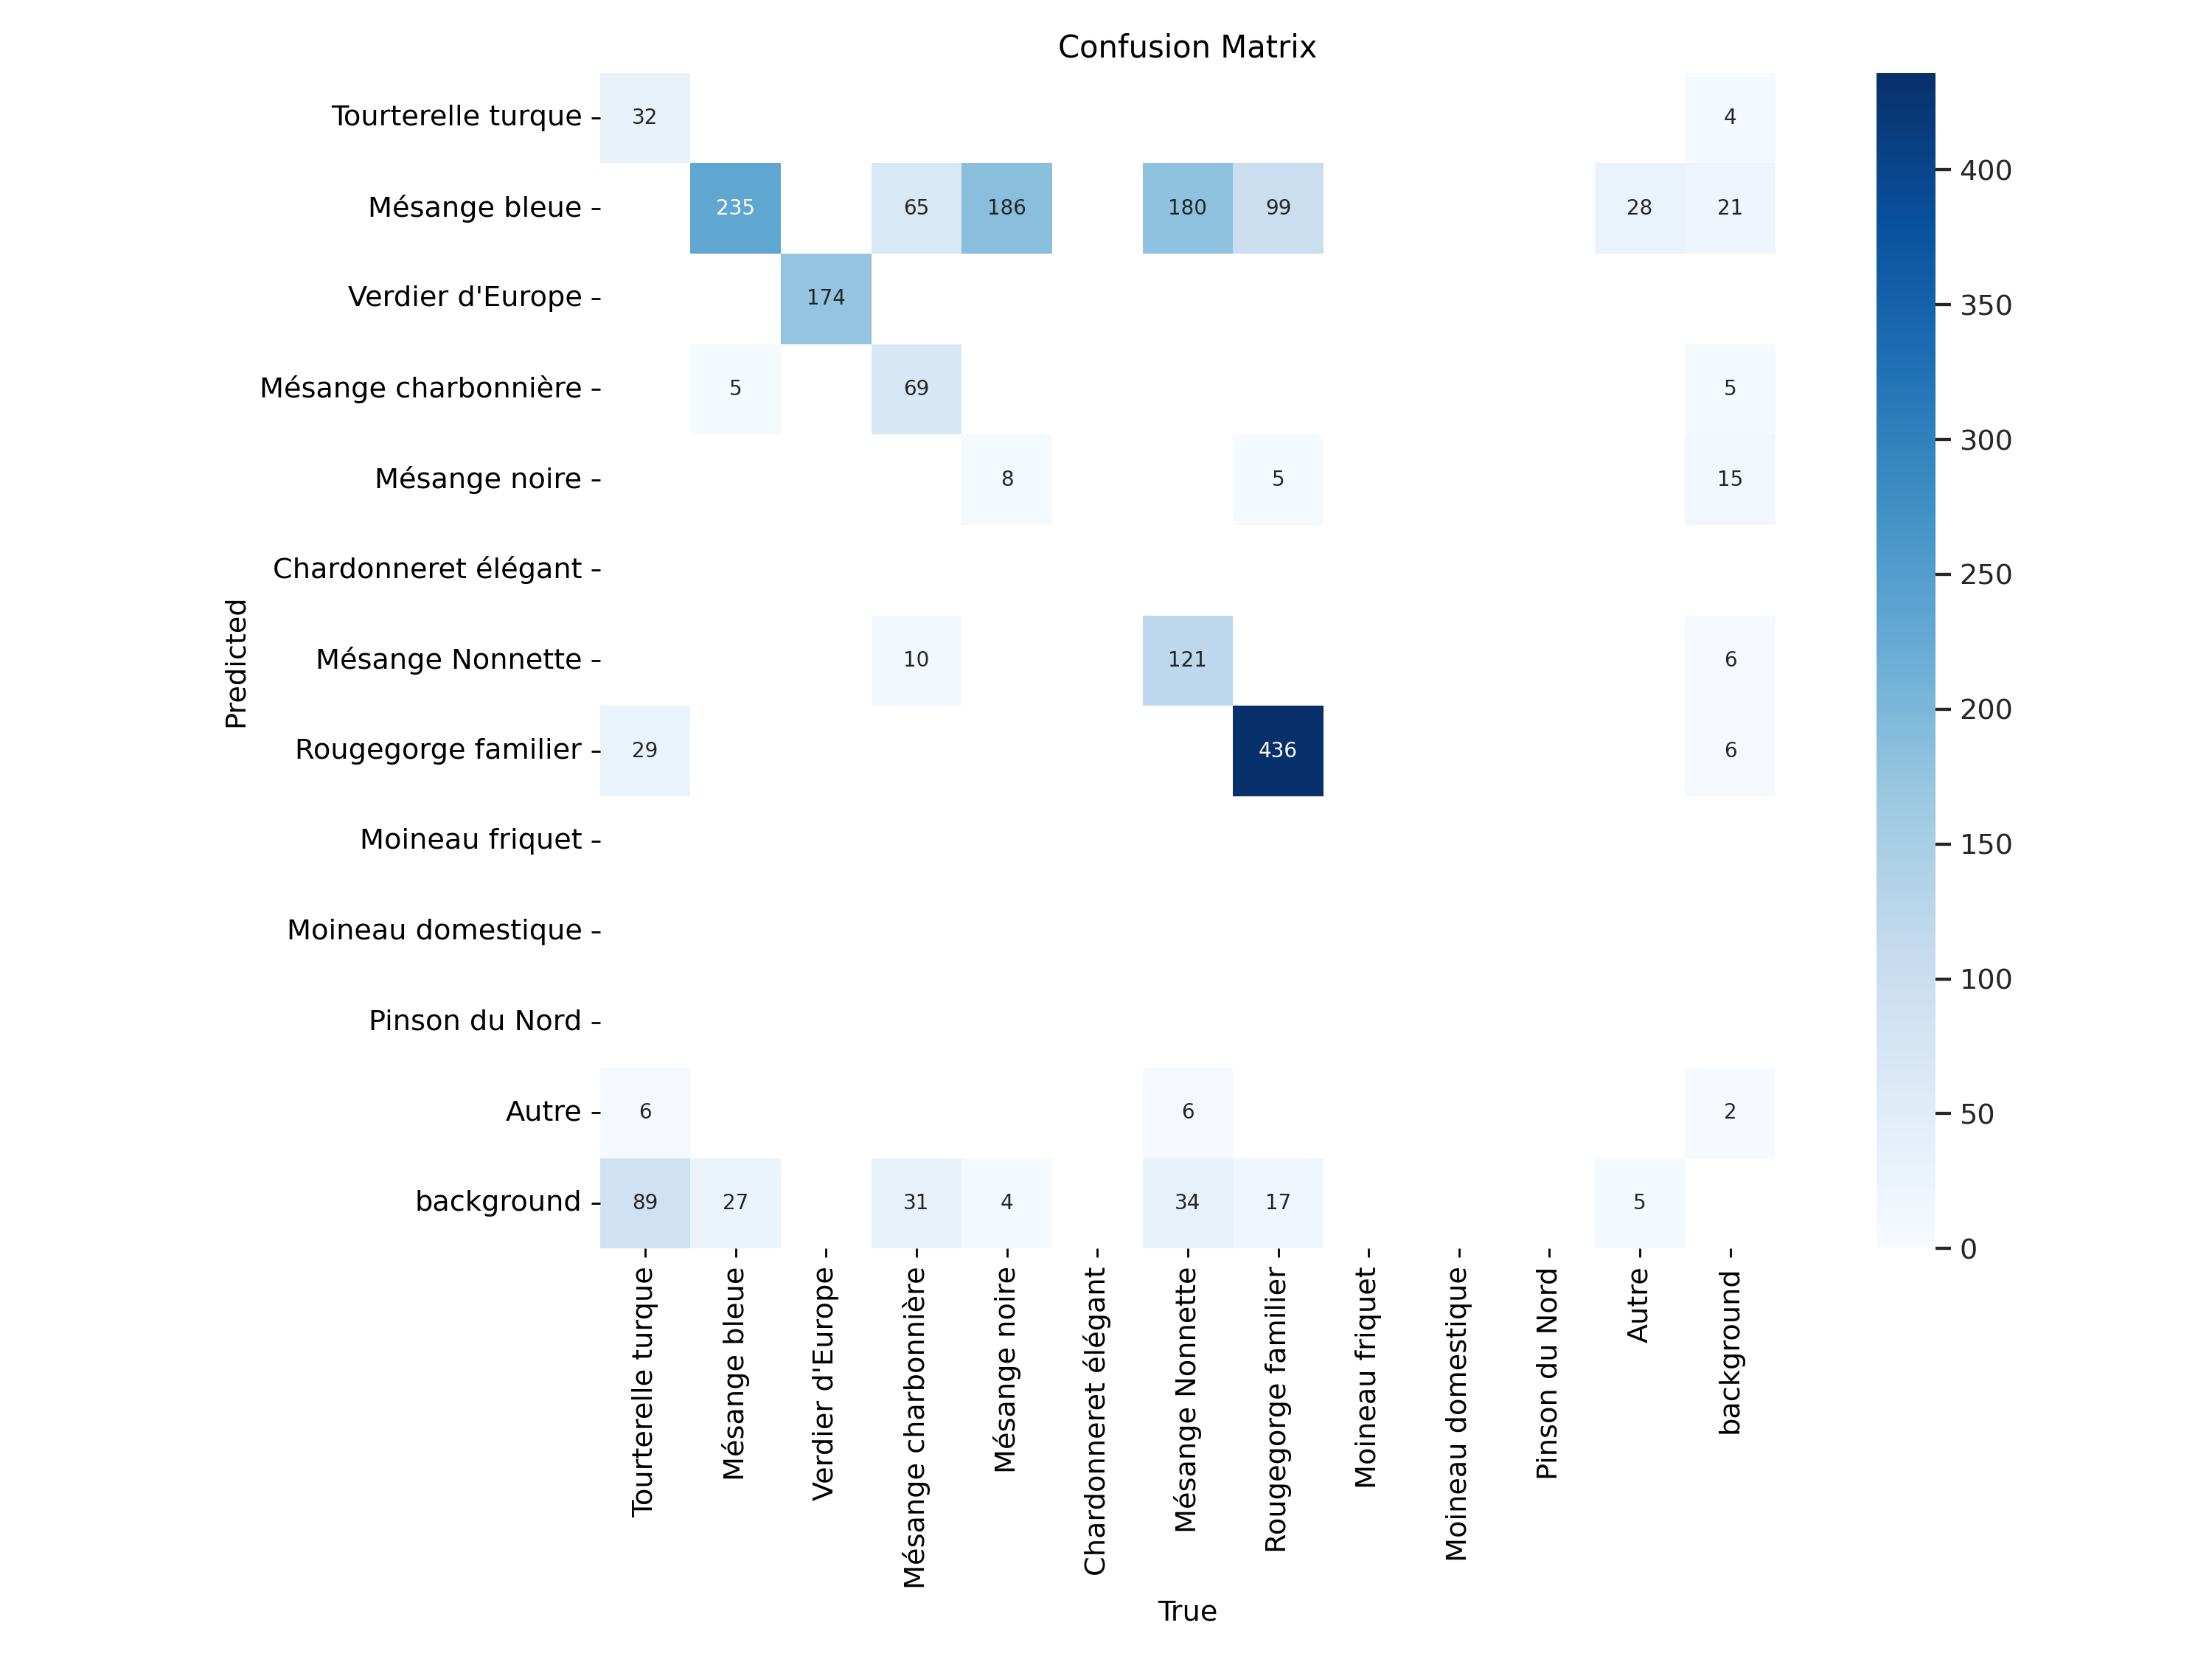 Confusion Matrix
Tourterelle turque
32
4
Mésange bleue
235
65
186
180
99
28
21
Verdier d'Europe
174
Mésange charbonnière
5
69
5
Mésange noire
8
5
15
Chardonneret élégant
Mésange Nonnette
10
121
6
Rougegorge familier
29
436
6
Moineau friquet
Moineau domestique
Pinson du Nord
Autre
6
6
2
background
89
27
31
4
34
17
5
Predicted
Tourterelle turque
Mésange bleue
Verdier d'Europe
Mésange charbonnière
Mésange noire
Chardonneret élégant
Mésange Nonnette
Rougegorge familier
Moineau friquet
Moineau domestique
Pinson du Nord
Autre
background
True
400
350
300
250
200
150
100
50
0